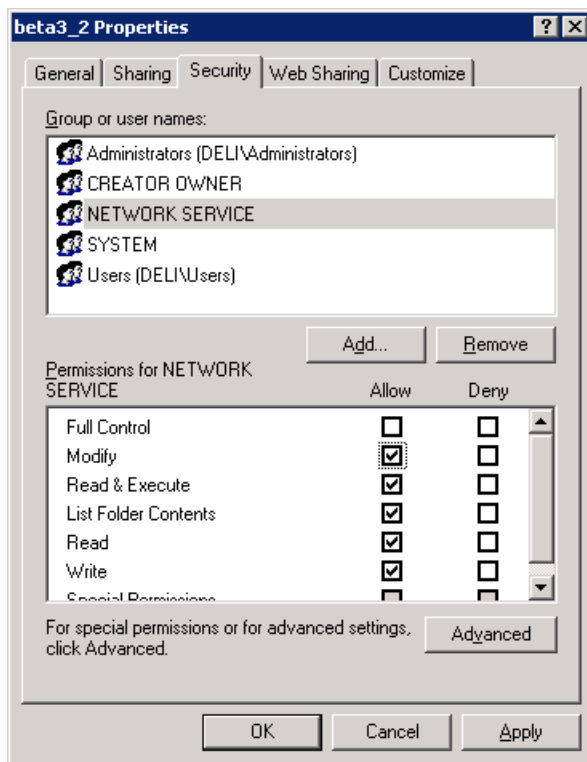 beta3_2 Properties
General Sharing Security Web Sharing Customize
Group or user names:
Administrators (DELI\Administrators)
CREATOR OWNER
NETWORK SERVICE
SYSTEM
Users (DELI\Users)
Add... Remove
Permissions for NETWORK
SERVICE Allow Deny
Full Control
Modify
Read & Execute
List Folder Contents
Read
Write
Special Permissions
For special permissions or for advanced settings,
click Advanced.
Advanced
OK Cancel Apply